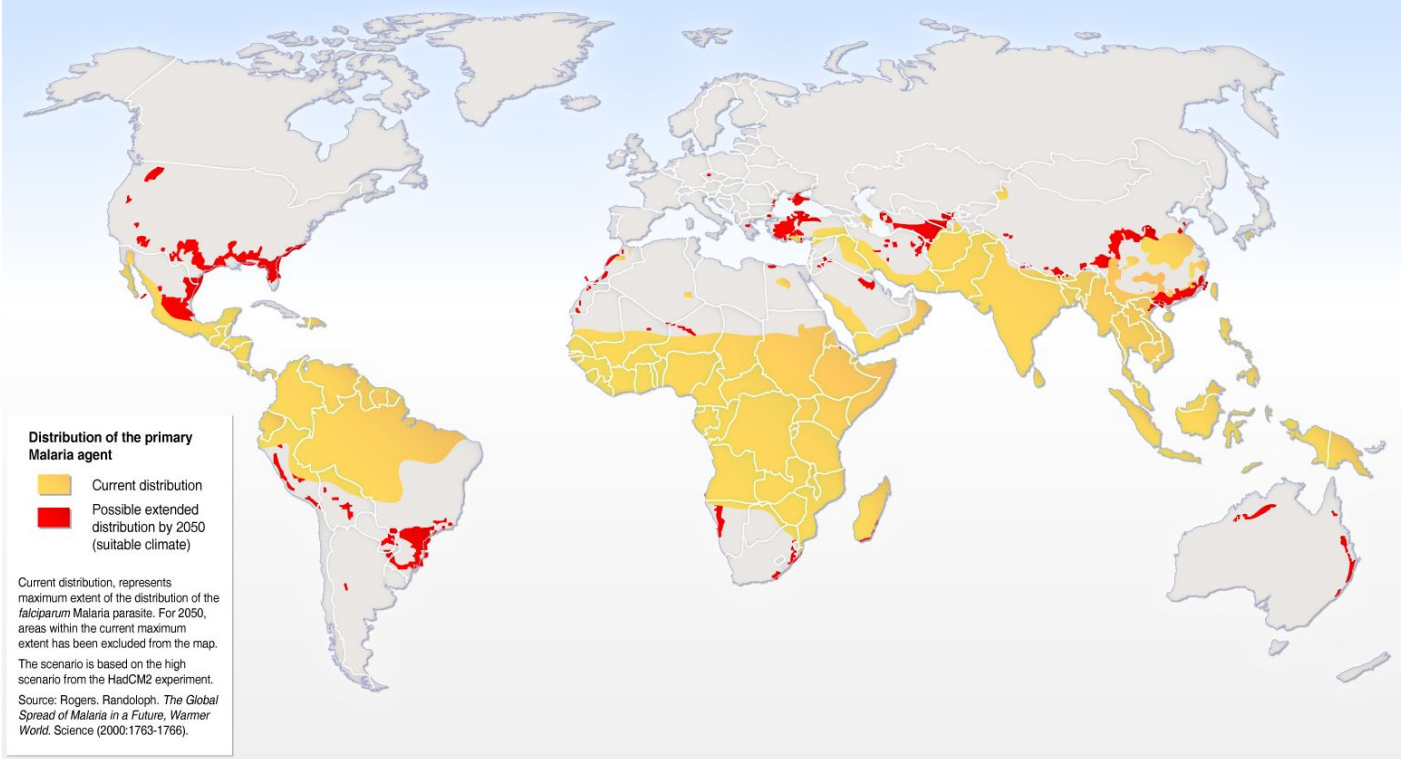 Distribution of the primary
Malaria agent
Current distribution
Possible extended
distribution by 2050
(suitable climate)
Current distribution, represents
maximum extent of the distribution of the
falciparum Malaria parasite. For 2050,
areas within the current maximum
extent has been excluded from the map.
The scenario is based on the high
scenario from the HadCM2 experiment.
Source: Rogers. Randoloph. The Global
Spread of Malaria in a Future, Warmer
World. Science (2000:1763-1766).